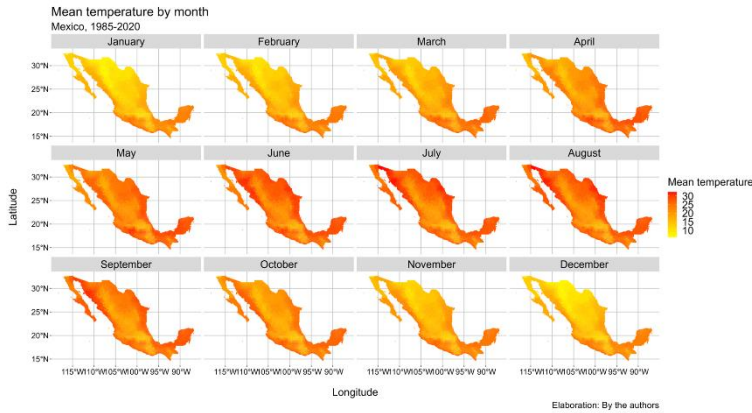 Mean temperature by month
Mexico, 1985-2020
January February March April
30°N
25°N
20°N
15°N
May June July August
30°N
25°N
20°N
15°N
September October November December
30°N
25°N
20°N
15°N
115°W110°W105°W100°W 95°W 90°W 115°W110°W105°W100°W 95°W 90°W 115°W110°W105°W100°W 95°W 90°W 115°W110°W105°W100°W 95°W 90°W
Latitude
Longitude
Mean temperature
30
25
20
15
10
Elaboration: By the authors